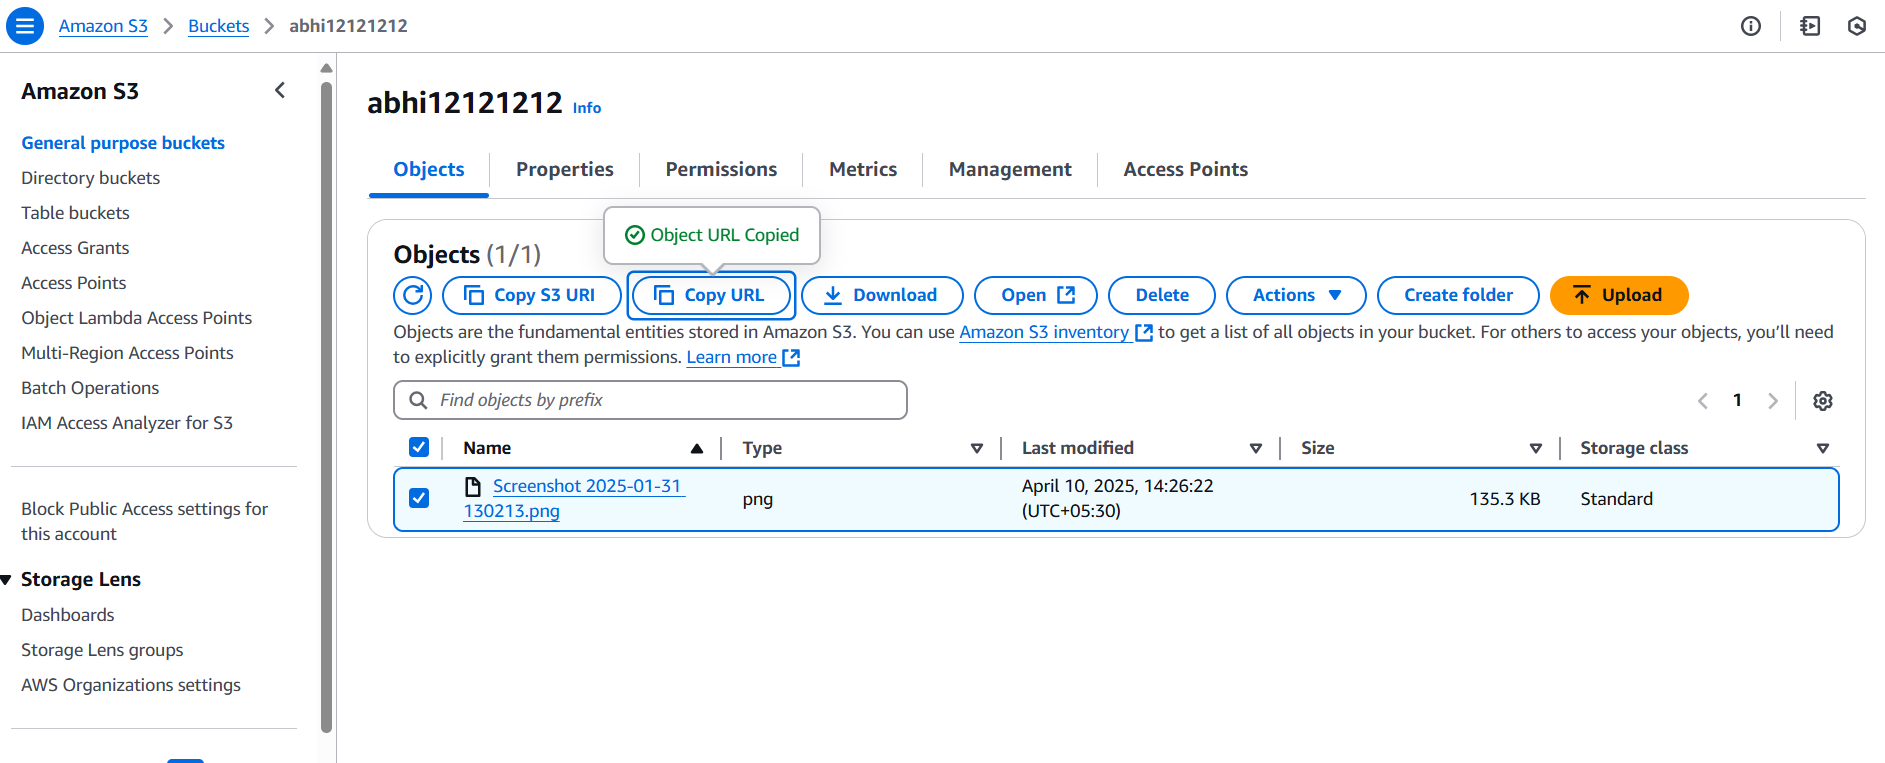 Amazon S3 > Buckets > abhi12121212
Amazon S3
General purpose buckets
Directory buckets
Table buckets
Access Grants
Access Points
Object Lambda Access Points
Multi-Region Access Points
Batch Operations
IAM Access Analyzer for S3
Block Public Access settings for
this account
Storage Lens
Dashboards
Storage Lens groups
AWS Organizations settings
abhi12121212 Info
Objects Properties Permissions Metrics Management Access Points
Object URL Copied
Objects (1/1)
Copy S3 URI Copy URL Download Open Delete Actions Create folder Upload
Objects are the fundamental entities stored in Amazon S3. You can use Amazon S3 inventory to get a list of all objects in your bucket. For others to access your objects, you’ll need
to explicitly grant them permissions. Learn more
Find objects by prefix
1
Name Type Last modified Size Storage class
Screenshot 2025-01-31
130213.png
png
April 10, 2025, 14:26:22
(UTC+05:30)
135.3 KB
Standard